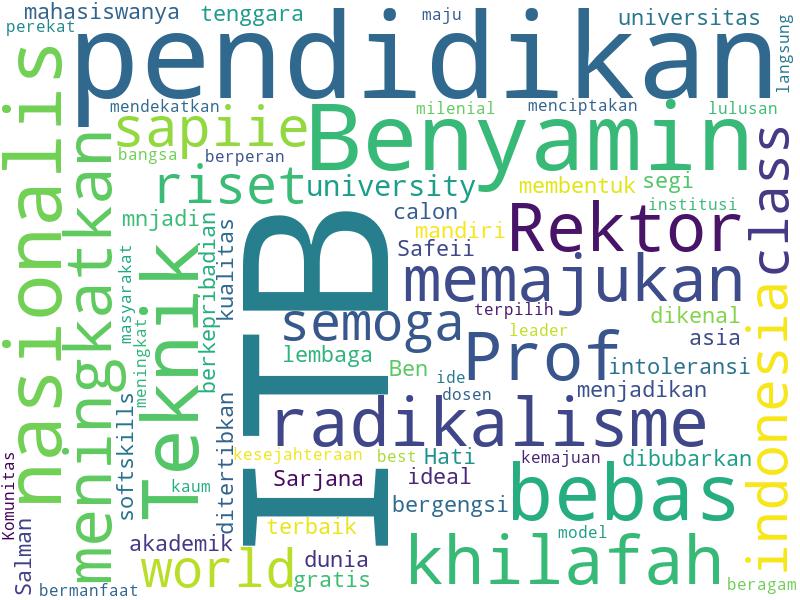 mahasiswanya
tenggara
maju
universitas
langsung
perekat
pendidikan
mendekatkan
milenial
menciptakan
lulusan
nasionalis
meningkatkan
sapiie
Benyamin
bangsa
berperan
riset
university
membentuk
segi
class
mnjadi
berkepribadian
kualitas
ITB
calon
mandiri
institusi
Safeii
Rektor
masyarakat
Teknik
memajukan
semoga
terpilih
dikenal
indonesia
meningkat
leader
asia
lembaga
Ben
Prof
intoleransi
ide
dosen
menjadikan
softskills
ditertibkan
radikalisme
kesejahteraan
best
Hati
kemajuan
dibubarkan
Komunitas
kaum
Sarjana
ideal
bergengsi
bebas
Salman
terbaik
model
akademik
world
dunia
khilafah
bermanfaat
gratis
beragam